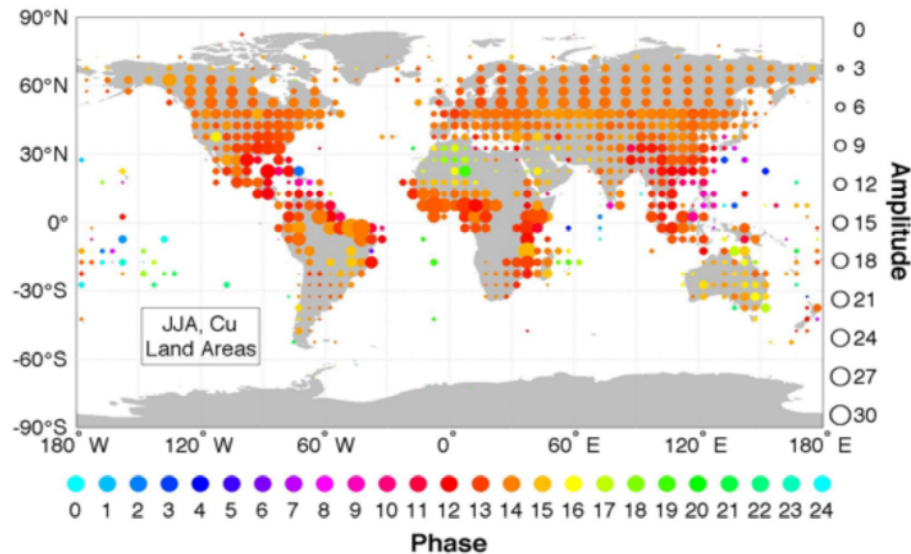 90°N
60°N
30°N
0°
-30°S
-60°S
-90°S
180° W
120° W
60° W
0°
60° E
120° E
180° E
JJA, Cu
Land Areas
0
3
6
9
12
15
18
21
24
27
30
Amplitude
0 1 2 3 4 5 6 7 8 9 10 11 12 13 14 15 16 17 18 19 20 21 22 23 24
Phase